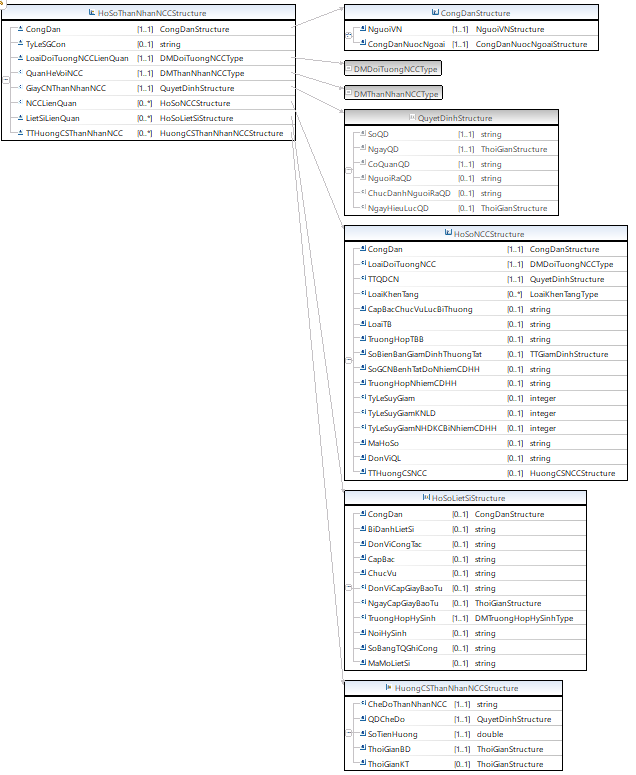 HoSoThanNhanNCCStructure
CongDan [1..1] CongDanStructure
TyLeSGCon [0..1] string
LoaiDoiTuongNCCLienQuan [1..1] DMDoiTuongNCCType
QuanHeVoiNCC [1..1] DMThanNhanNCCType
GiayCNThanNhanNCC [1..1] QuyetDinhStructure
NCCLienQuan [0..*] HoSoNCCStructure
LietSiLienQuan [0..*] HoSoLietSiStructure
TTHuongCSThanNhanNCC [0..*] HuongCSThanNhanNCCStructure
CongDanStructure
NguoiVN [1..1] NguoiVNStructure
CongDanNuocNgoai [1..1] CongDanNuocNgoaiStructure
DMDoiTuongNCCType
DMThanNhanNCCType
QuyetDinhStructure
SoQD [1..1] string
NgayQD [1..1] ThoiGianStructure
CoQuanQD [1..1] string
NguoiRaQD [0..1] string
ChucDanhNguoiRaQD [0..1] string
NgayHieuLucQD [0..1] ThoiGianStructure
HoSoNCCStructure
CongDan [1..1] CongDanStructure
LoaiDoiTuongNCC [1..1] DMDoiTuongNCCType
TTQDCN [1..1] QuyetDinhStructure
LoaiKhenTang [0..*] LoaiKhenTangType
CapBacChucVuLucBiThuong [0..1] string
LoaiTB [0..1] string
TruongHopTBB [0..1] string
SoBienBanGiamDinhThuongTat [0..1] TTGiamDinhStructure
SoGCNBenhTatDoNhiemCDHH [0..1] string
TruongHopNhiemCDHH [0..1] string
TyLeSuyGiam [0..1] integer
TyLeSuyGiamKNLD [0..1] integer
TyLeSuyGiamNHDKCBiNhiemCDHH [0..1] integer
MaHoSo [0..1] string
DonViQL [0..1] string
TTHuongCSNCC [0..1] HuongCSNCCStructure
HoSoLietSiStructure
CongDan [0..1] CongDanStructure
BiDanhLietSi [0..1] string
DonViCongTac [0..1] string
CapBac [0..1] string
ChucVu [0..1] string
DonViCapGiayBaoTu [0..1] string
NgayCapGiayBaoTu [0..1] ThoiGianStructure
TruongHopHySinh [1..1] DMTruongHopHySinhType
NoiHySinh [0..1] string
SoBangTQGhiCong [0..1] string
MaMoLietSi [0..1] string
HuongCSThanNhanNCCStructure
CheDoThanNhanNCC [1..1] string
QDCheDo [1..1] QuyetDinhStructure
SoTienHuong [1..1] double
ThoiGianBD [1..1] ThoiGianStructure
ThoiGianKT [0..1] ThoiGianStructure